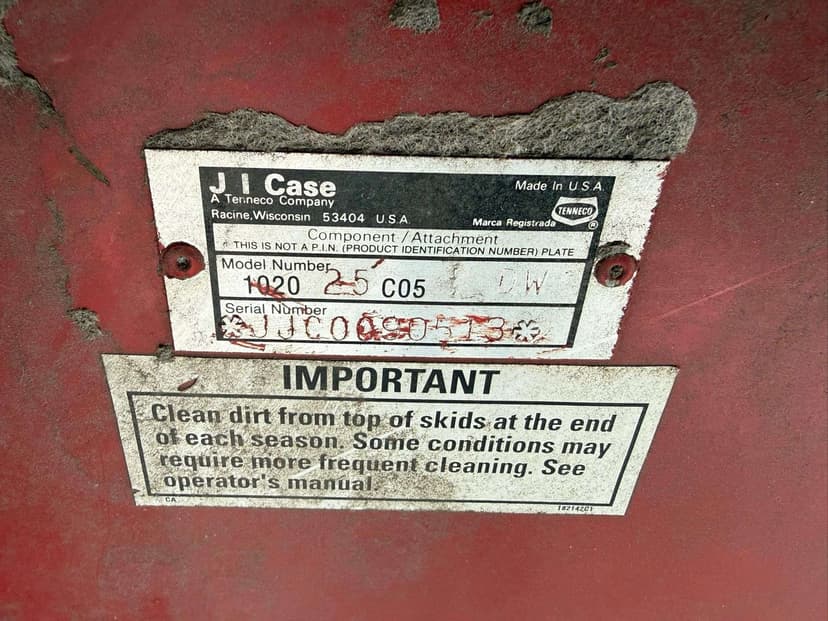 J I Case
A Tenneco Company
Racine, Wisconsin 53404 U.S.A.
Made In U S A
TENNECO
Marca Registrada ®
Component / Attachment
THIS IS NOT A P.I.N. (PRODUCT IDENTIFICATION NUMBER) PLATE
Model Number
1020 25 C05
Serial Number
*JJC0090513*
IMPORTANT
Clean dirt from top of skids at the end
of each season. Some conditions may
require more frequent cleaning. See
operator's manual.
CA